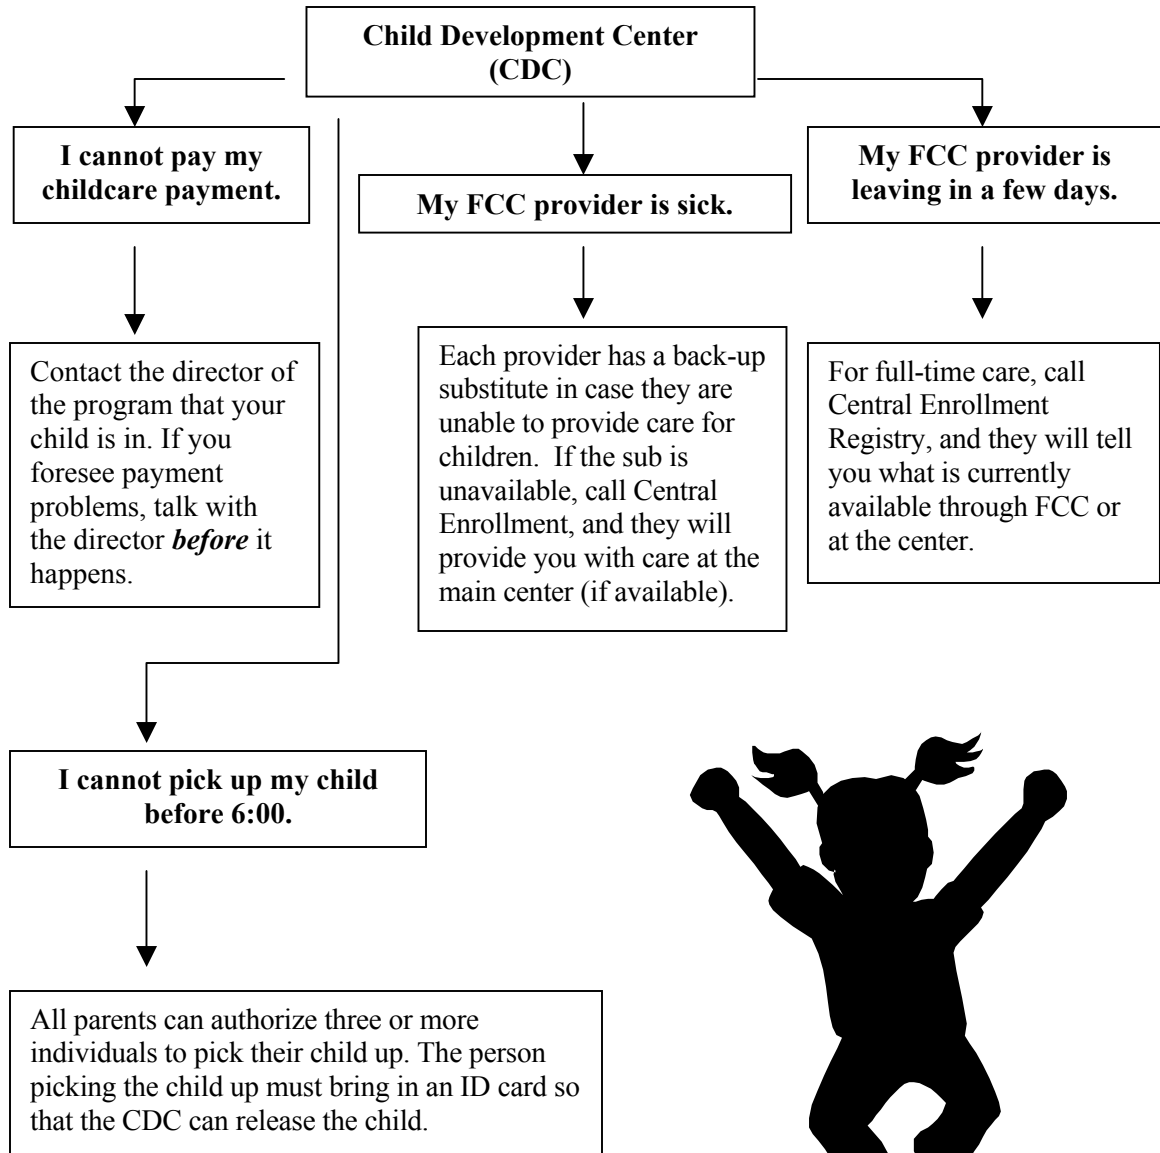 Child Development Center
(CDC)
I cannot pay my
childcare payment.
My FCC provider is sick.
My FCC provider is
leaving in a few days.
Contact the director of
the program that your
child is in. If you
foresee payment
problems, talk with
the director before it
happens.
Each provider has a back-up
substitute in case they are
unable to provide care for
children. If the sub is
unavailable, call Central
Enrollment, and they will
provide you with care at the
main center (if available).
For full-time care, call
Central Enrollment
Registry, and they will tell
you what is currently
available through FCC or
at the center.
I cannot pick up my child
before 6:00.
All parents can authorize three or more
individuals to pick their child up. The person
picking the child up must bring in an ID card so
that the CDC can release the child.